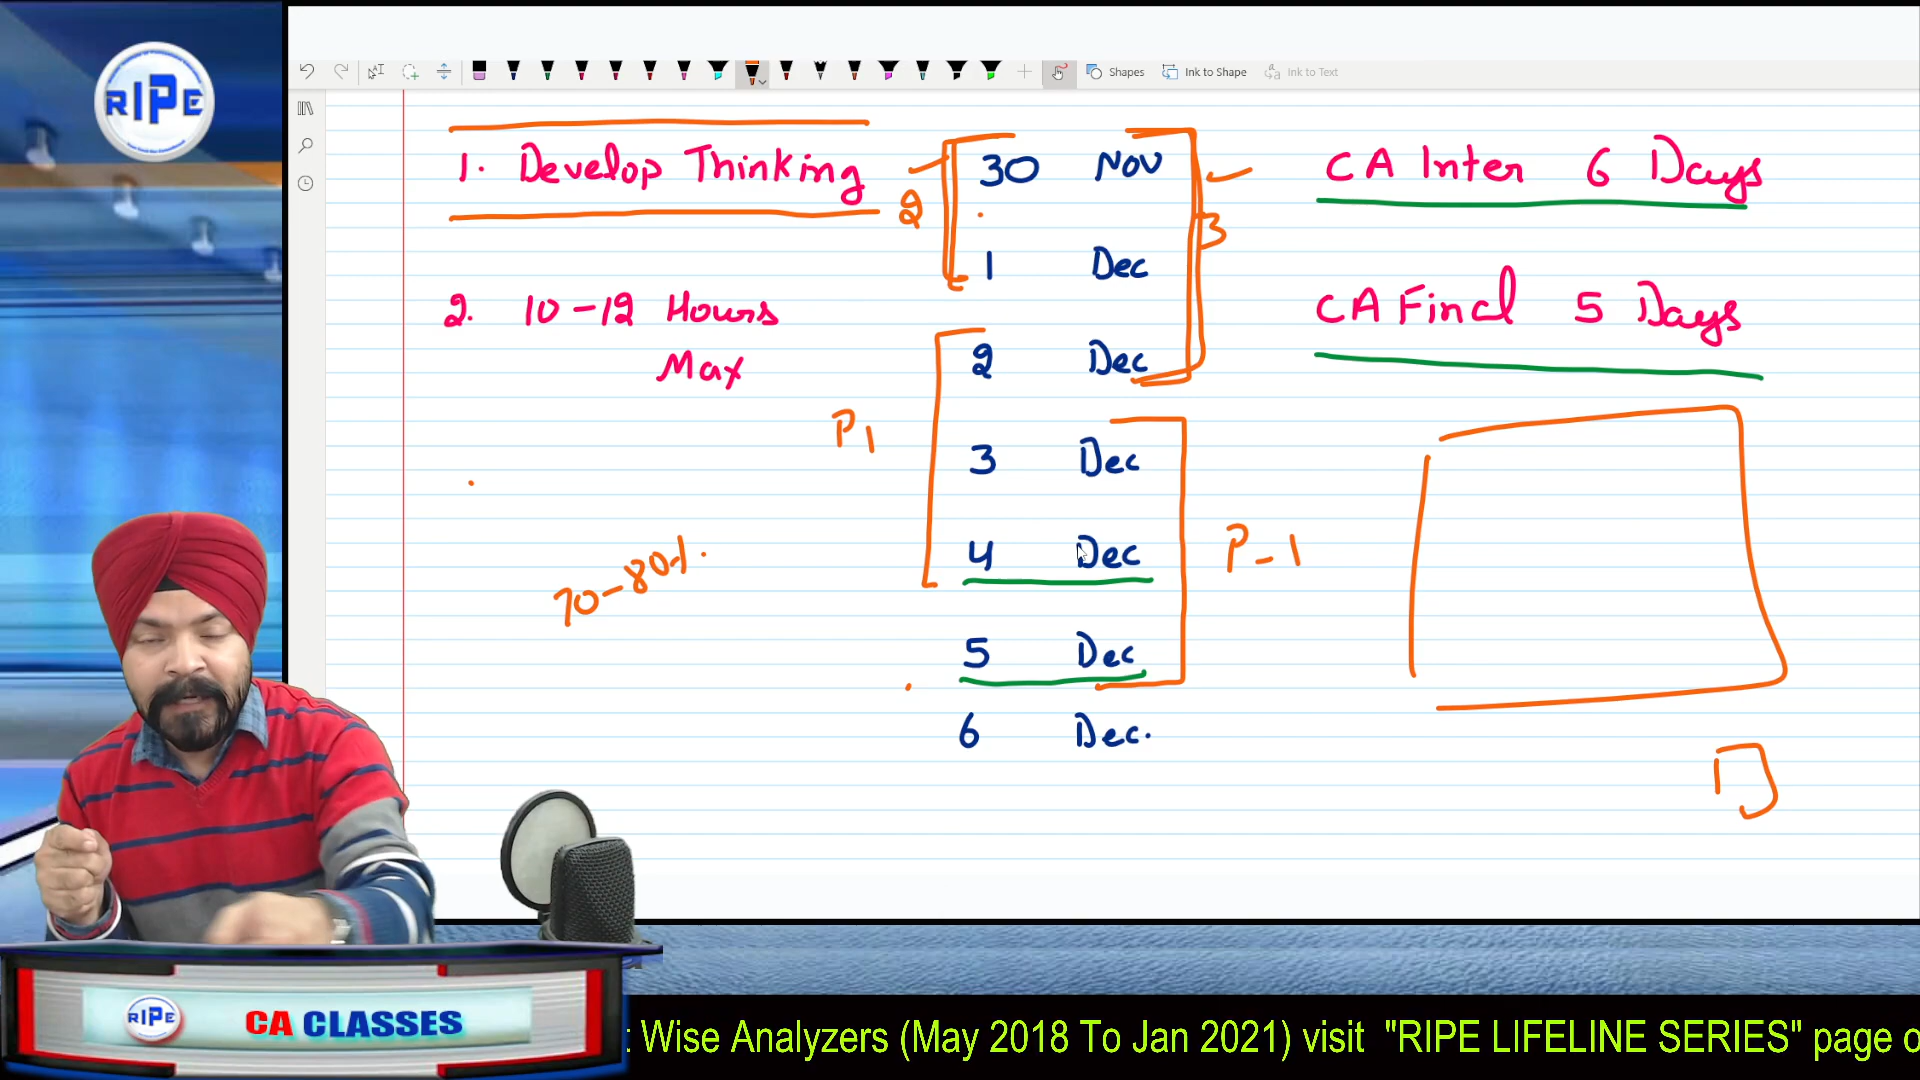 RIPE
Shapes
Ink to Shape
Ink to Text
1. Develop Thinking
2. 10-12 Hours
Max
70-80%.
2
30 Nov
1 Dec
2 Dec
3 Dec
4 Dec
5 Dec
6 Dec.
P1
3
P-1
CA Inter 6 Days
CA Final 5 Days
RIPE
CA CLASSES
: Wise Analyzers (May 2018 To Jan 2021) visit "RIPE LIFELINE SERIES" page o